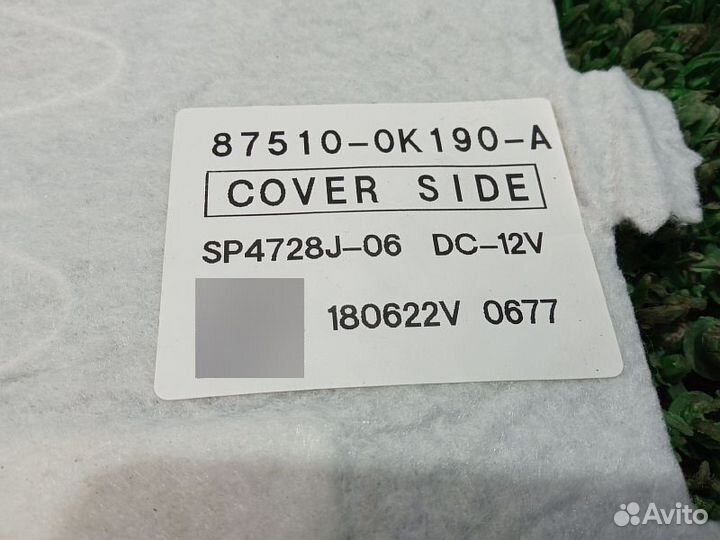 87510-0K190-A
COVER SIDE
SP4728J-06 DC-12V
180622V 0677
Avito